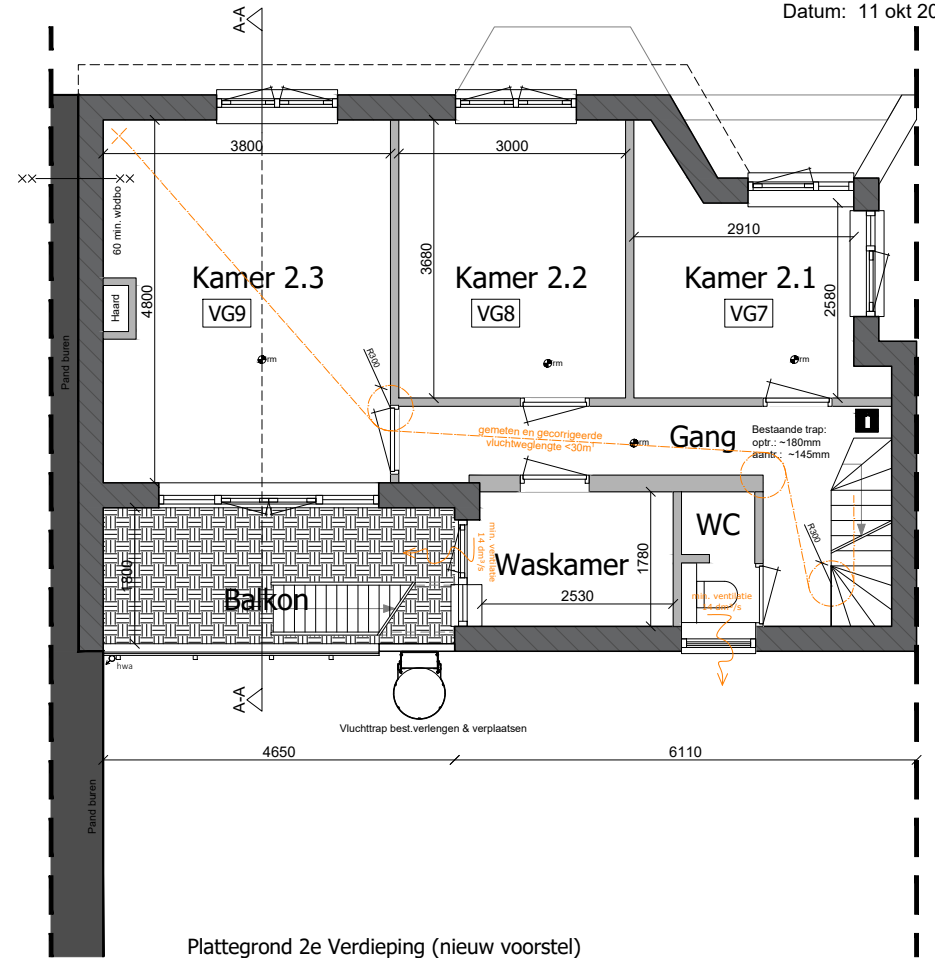 Datum: 11 okt 20
A-A
3800
3000
60 min. wbdbo
2910
Kamer 2.3
VG9
Kamer 2.2
VG8
Kamer 2.1
VG7
3680
2580
4800
Haard
Pand buren
rm
rm
rm
R300
gemeten en gecorrigeerde
vluchtweglengte <30m¹
rm
Gang
Bestaande trap:
optr.: ~180mm
aantr.: ~145mm
WC
R300
min. ventilatie
14 dm³/s
Waskamer
1780
2530
1800
Balkon
min. ventilatie
14 dm³/s
hwa
A-A
Vluchttrap best.verlengen & verplaatsen
4650
6110
Pand buren
Plattegrond 2e Verdieping (nieuw voorstel)